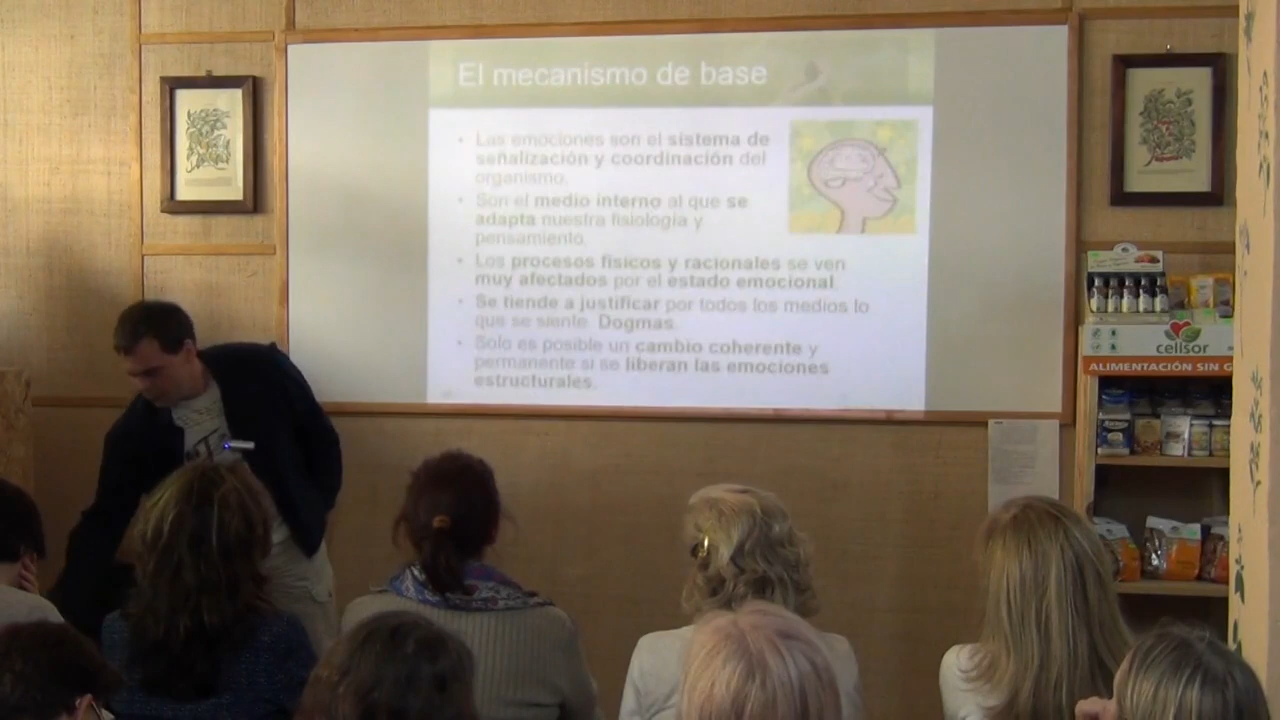 El mecanismo de base
• Las emociones son el sistema de
señalización y coordinación del
organismo.
• Son el medio interno al que se
adapta nuestra fisiología y
pensamiento.
• Los procesos físicos y racionales se ven
muy afectados por el estado emocional.
• Se tiende a justificar por todos los medios lo
que se siente. Dogmas.
• Solo es posible un cambio coherente y
permanente si se liberan las emociones
estructurales.
celisor
ALIMENTACIÓN SIN G